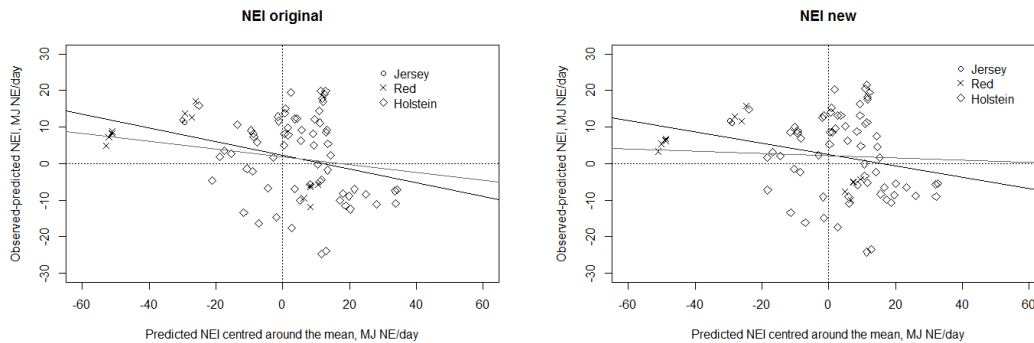 NEI original
Observed-predicted NEI, MJ NE/day
30
20
10
0
-10
-20
-30
Jersey
Red
Holstein
-60
-40
-20
0
20
40
60
Predicted NEI centred around the mean, MJ NE/day
NEI new
Observed-predicted NEI, MJ NE/day
30
20
10
0
-10
-20
-30
Jersey
Red
Holstein
-60
-40
-20
0
20
40
60
Predicted NEI centred around the mean, MJ NE/day